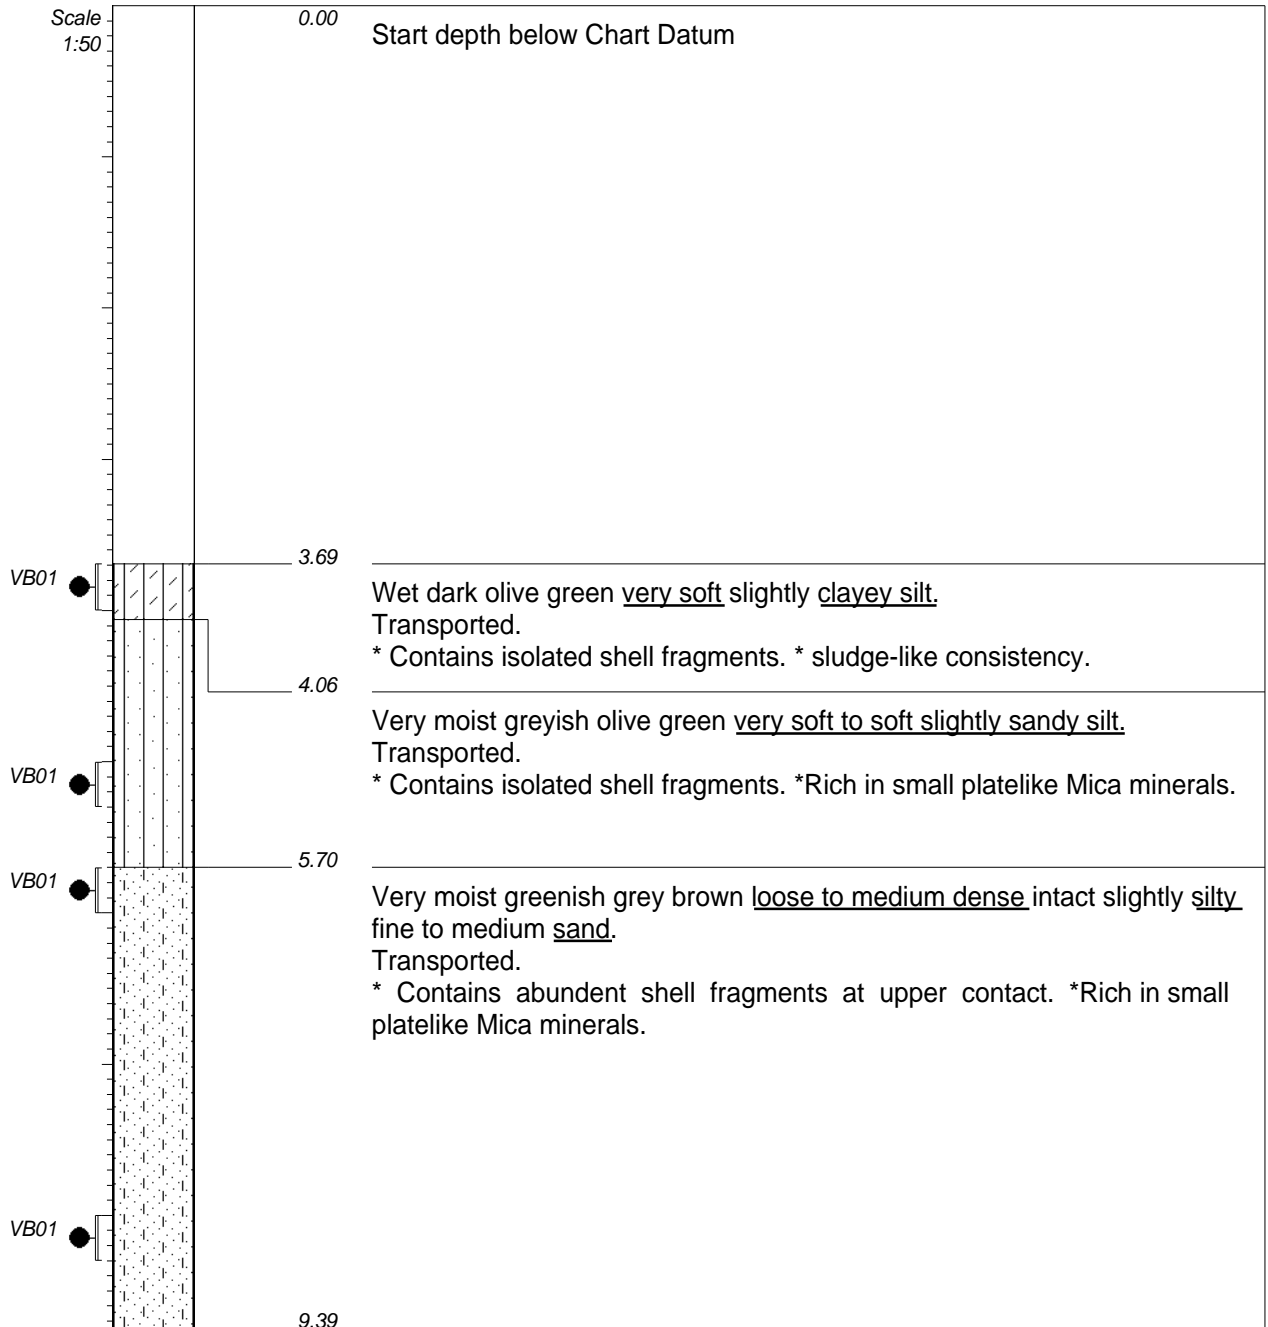 Scale
1:50
0.00
Start depth below Chart Datum
3.69
VB01
Wet dark olive green very soft slightly clayey silt.
Transported.
* Contains isolated shell fragments. * sludge-like consistency.
4.06
Very moist greyish olive green very soft to soft slightly sandy silt.
Transported.
VB01
* Contains isolated shell fragments. *Rich in small platelike Mica minerals.
5.70
VB01
Very moist greenish grey brown loose to medium dense intact slightly silty
fine to medium sand.
Transported.
* Contains abundent shell fragments at upper contact. *Rich in small
platelike Mica minerals.
VB01
9.39